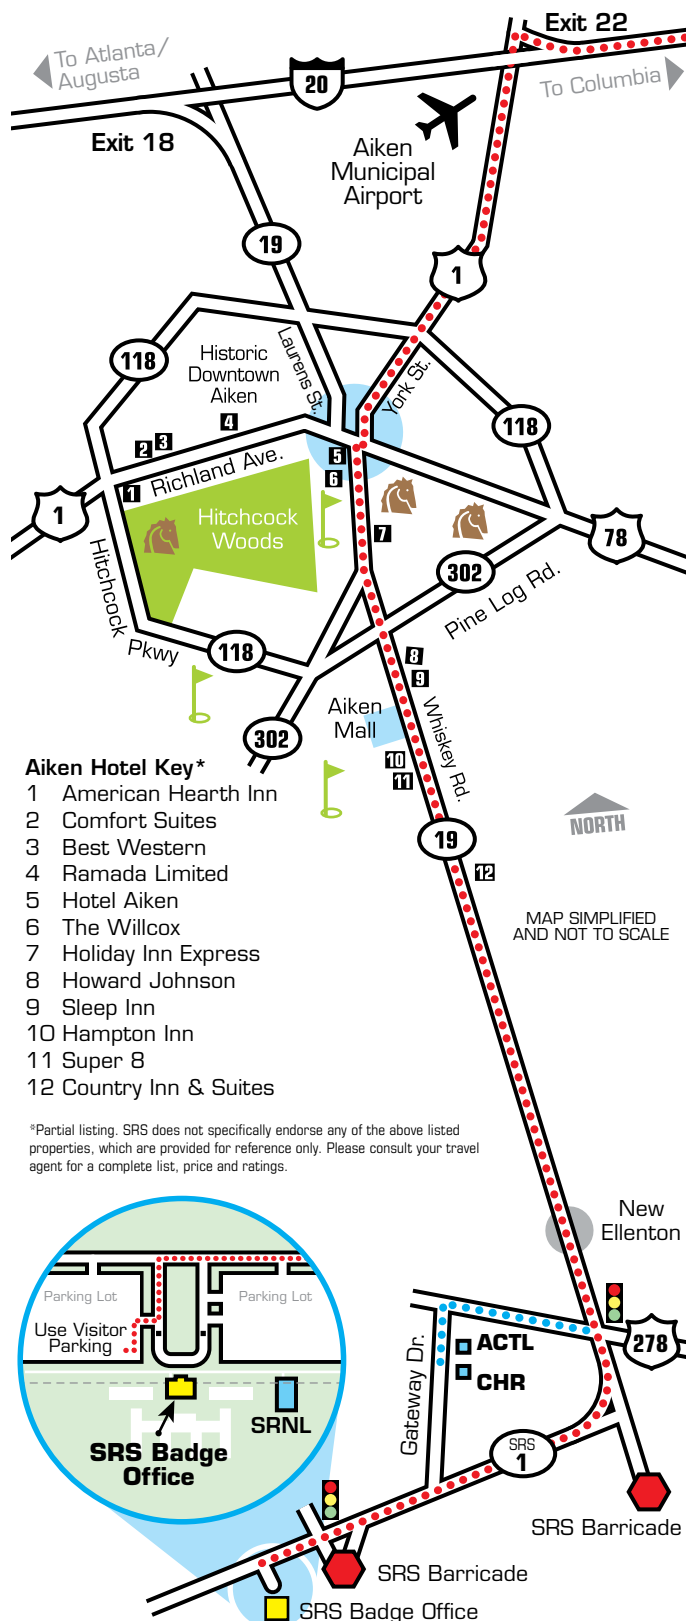 Exit 22
To Atlanta/
Augusta
20
To Columbia
Exit 18
Aiken
Municipal
Airport
19
1
118
Historic
Downtown
Aiken
Laurens St.
York St.
118
4
2
3
5
6
Richland Ave.
1
1
Hitchcock
Woods
7
78
302
Hitchcock Pkwy
Pine Log Rd.
118
8
9
302
Aiken
Mall
Whiskey Rd.
10
11
Aiken Hotel Key*
1 American Hearth Inn
2 Comfort Suites
3 Best Western
4 Ramada Limited
5 Hotel Aiken
6 The Willcox
7 Holiday Inn Express
8 Howard Johnson
9 Sleep Inn
10 Hampton Inn
11 Super 8
12 Country Inn & Suites
NORTH
19
12
MAP SIMPLIFIED
AND NOT TO SCALE
*Partial listing. SRS does not specifically endorse any of the above listed
properties, which are provided for reference only. Please consult your travel
agent for a complete list, price and ratings.
New
Ellenton
Parking Lot
Parking Lot
Use Visitor
Parking
SRNL
SRS Badge
Office
278
ACTL
CHR
Gateway Dr.
SRS
1
SRS Barricade
SRS Barricade
SRS Badge Office